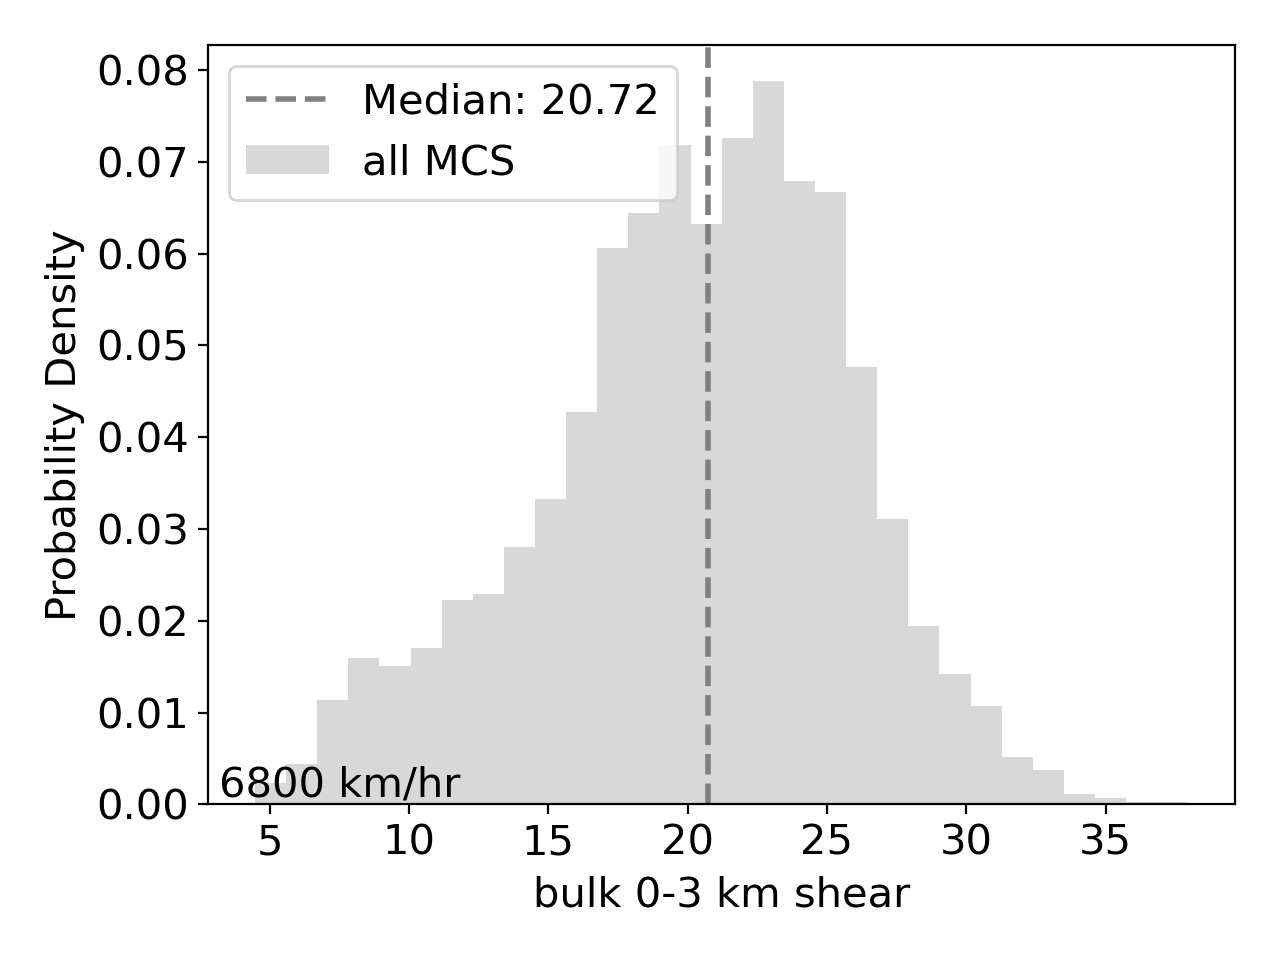 Median: 20.72
all MCS
0.08
0.07
0.06
0.05
0.04
0.03
0.02
0.01
0.00
Probability Density
6800 km/hr
5 10 15 20 25 30 35
bulk 0-3 km shear